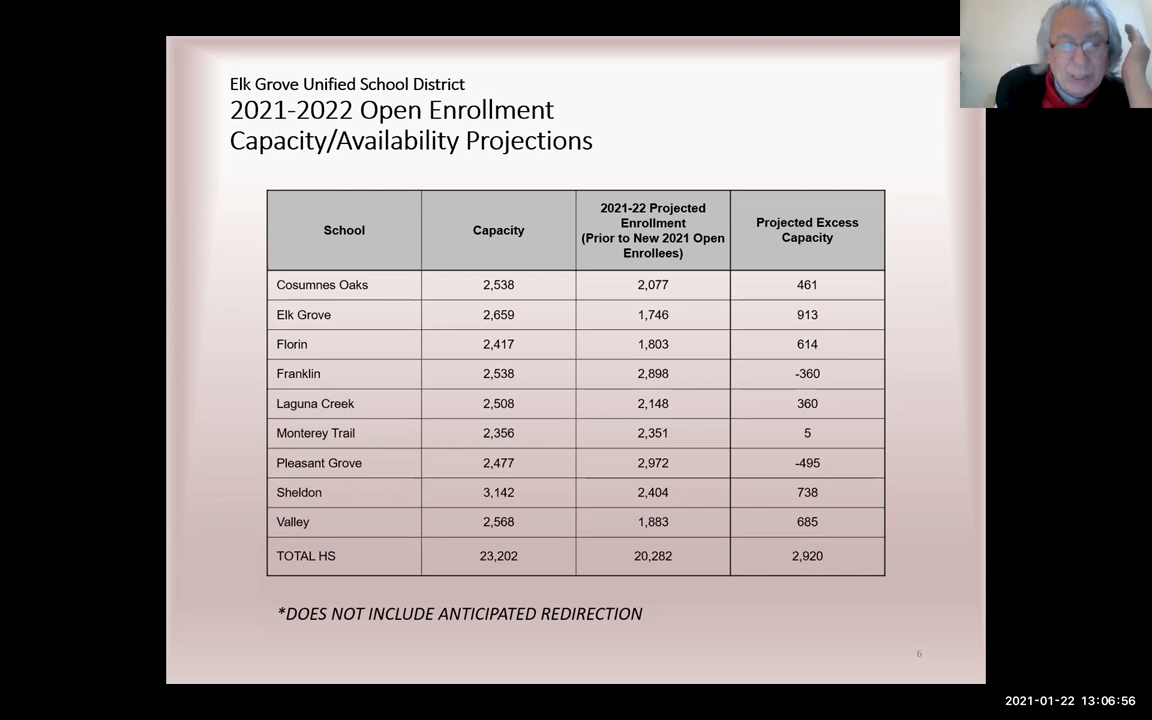 Elk Grove Unified School District
2021-2022 Open Enrollment
Capacity/Availability Projections
School Capacity 2021-22 Projected Enrollment (Prior to New 2021 Open Enrollees) Projected Excess Capacity
Cosumnes Oaks 2,538 2,077 461
Elk Grove 2,659 1,746 913
Florin 2,417 1,803 614
Franklin 2,538 2,898 -360
Laguna Creek 2,508 2,148 360
Monterey Trail 2,356 2,351 5
Pleasant Grove 2,477 2,972 -495
Sheldon 3,142 2,404 738
Valley 2,568 1,883 685
TOTAL HS 23,202 20,282 2,920
*DOES NOT INCLUDE ANTICIPATED REDIRECTION
6
2021-01-22 13:06:56